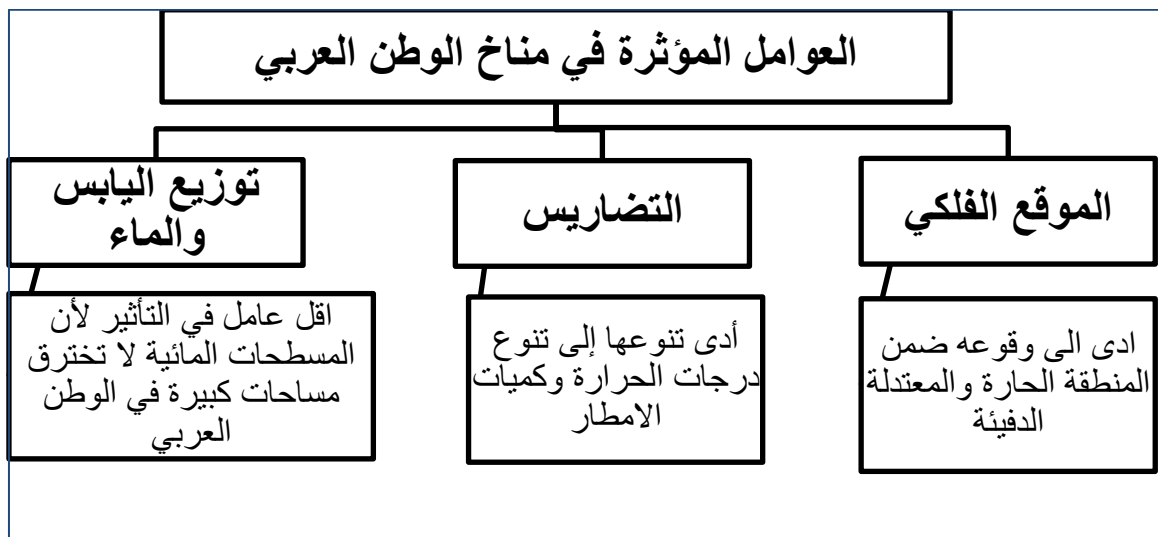 العوامل المؤثرة في مناخ الوطن العربي
الموقع الفلكي
ادى الى وقوعه ضمن
المنطقة الحارة والمعتدلة
الدفيئة
التضاريس
أدى تنوعها إلى تنوع
درجات الحرارة وكميات
الامطار
توزيع اليابس
والماء
اقل عامل في التأثير لأن
المسطحات المائية لا تخترق
مساحات كبيرة في الوطن
العربي